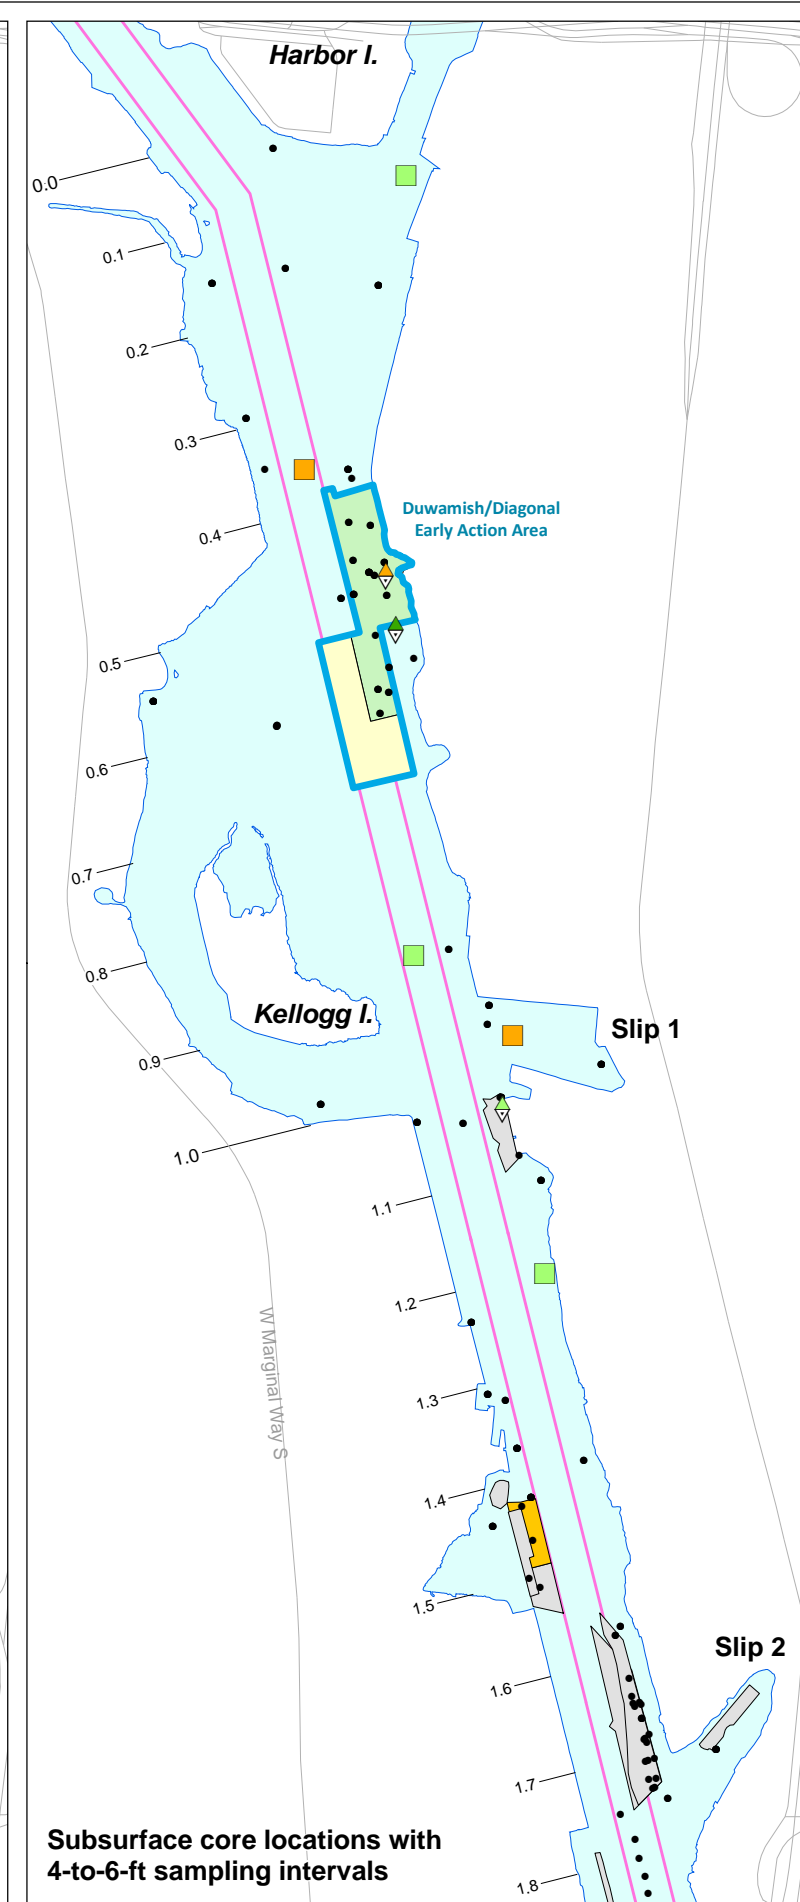 Harbor I.
0.0
0.1
0.2
0.3
0.4
Duwamish/Diagonal
Early Action Area
0.5
0.6
0.7
0.8
Kellogg I.
Slip 1
0.9
1.0
1.1
1.2
W Marginal Way S
1.3
1.4
1.5
Slip 2
1.6
1.7
Subsurface core locations with
4-to-6-ft sampling intervals
1.8